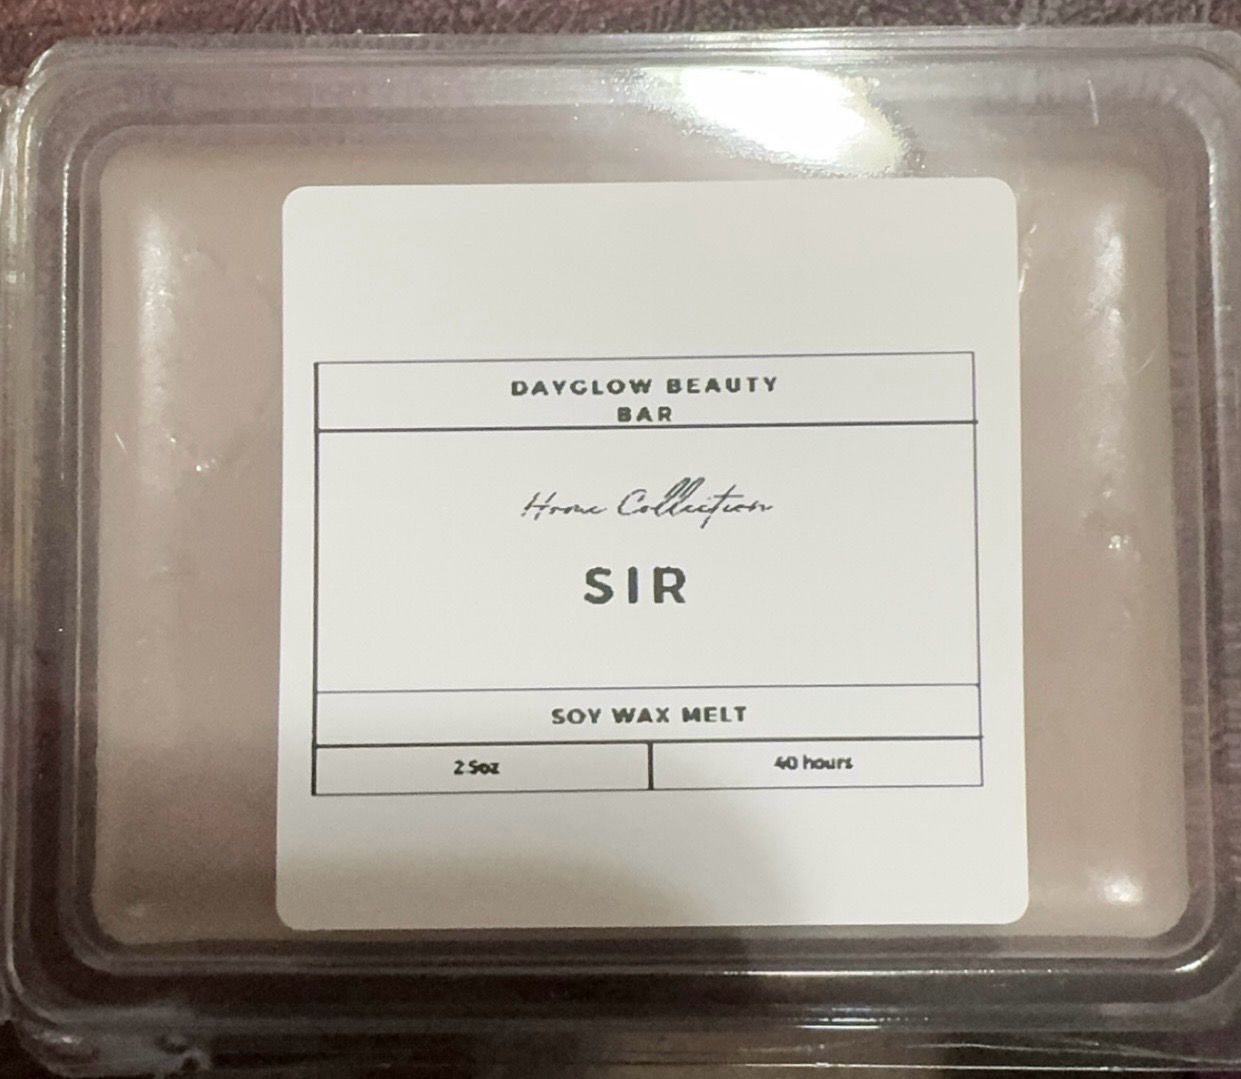 DAYGLOW BEAUTY
BAR
Home Collection
SIR
SOY WAX MELT
2.5oz
40 hours